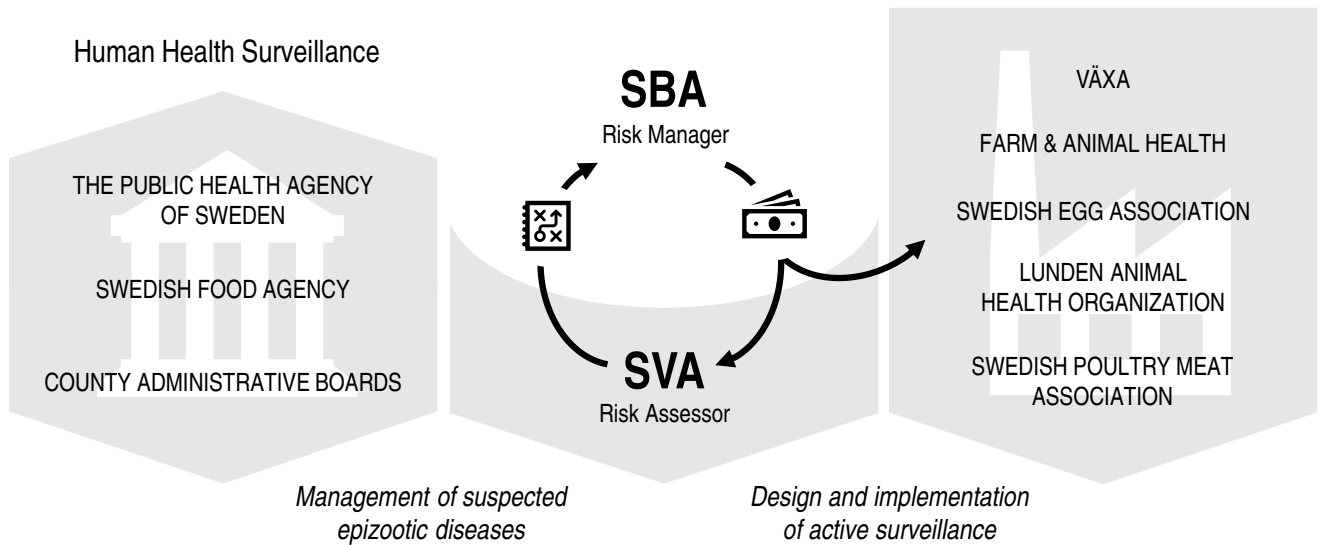 Human Health Surveillance
THE PUBLIC HEALTH AGENCY
OF SWEDEN
SWEDISH FOOD AGENCY
COUNTY ADMINISTRATIVE BOARDS
SBA
Risk Manager
SVA
Risk Assessor
VÄXA
FARM & ANIMAL HEALTH
SWEDISH EGG ASSOCIATION
LUNDEN ANIMAL
HEALTH ORGANIZATION
SWEDISH POULTRY MEAT
ASSOCIATION
Management of suspected
epizootic diseases
Design and implementation
of active surveillance